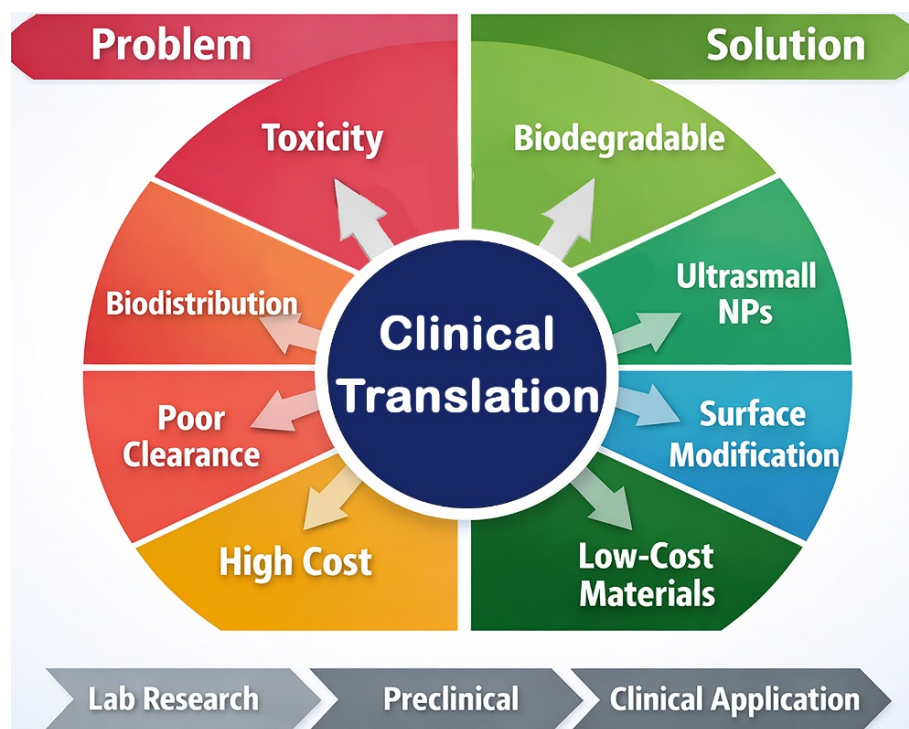 Problem
Solution
Toxicity
Biodegradable
Biodistribution
Ultrasmall
NPs
Clinical
Translation
Poor
Clearance
Surface
Modification
High Cost
Low-Cost
Materials
Lab Research
Preclinical
Clinical Application